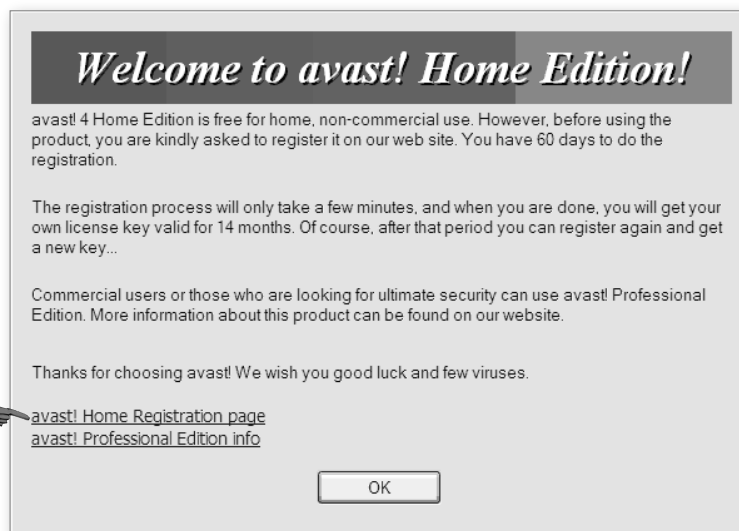 Welcome to avast! Home Edition!
avast! 4 Home Edition is free for home, non-commercial use. However, before using the
product, you are kindly asked to register it on our web site. You have 60 days to do the
registration.
The registration process will only take a few minutes, and when you are done, you will get your
own license key valid for 14 months. Of course, after that period you can register again and get
a new key...
Commercial users or those who are looking for ultimate security can use avast! Professional
Edition. More information about this product can be found on our website.
Thanks for choosing avast! We wish you good luck and few viruses.
avast! Home Registration page
avast! Professional Edition info
OK